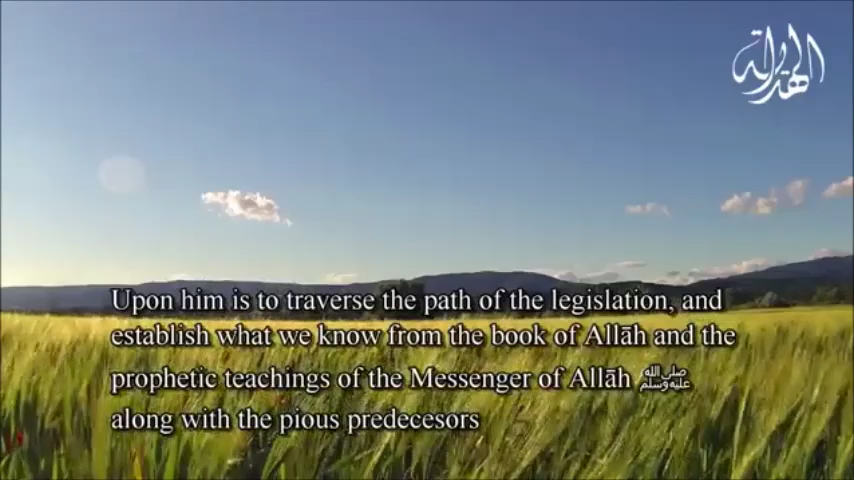 الهداية
Upon him is to traverse the path of the legislation, and
establish what we know from the book of Allāh and the
prophetic teachings of the Messenger of Allāh ﷺ
along with the pious predecesors